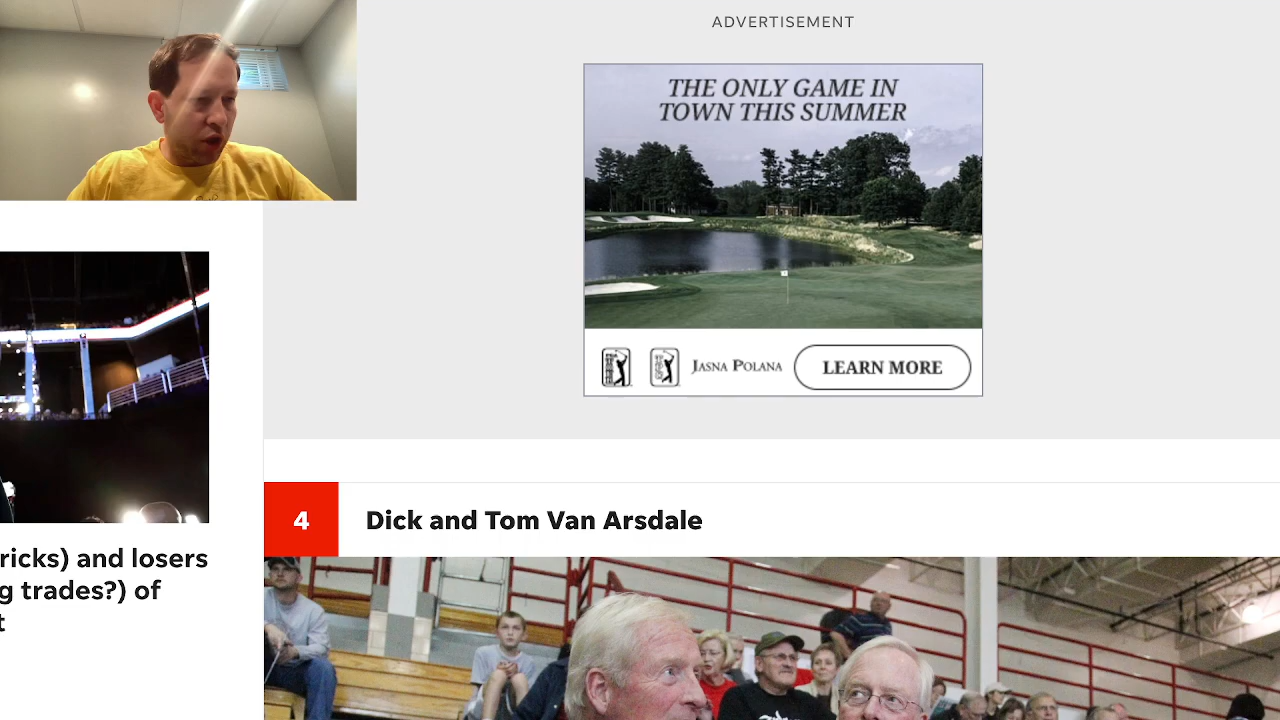 ADVERTISEMENT
THE ONLY GAME IN
TOWN THIS SUMMER
JASNA POLANA
LEARN MORE
4
Dick and Tom Van Arsdale
ricks) and losers
g trades?) of
t